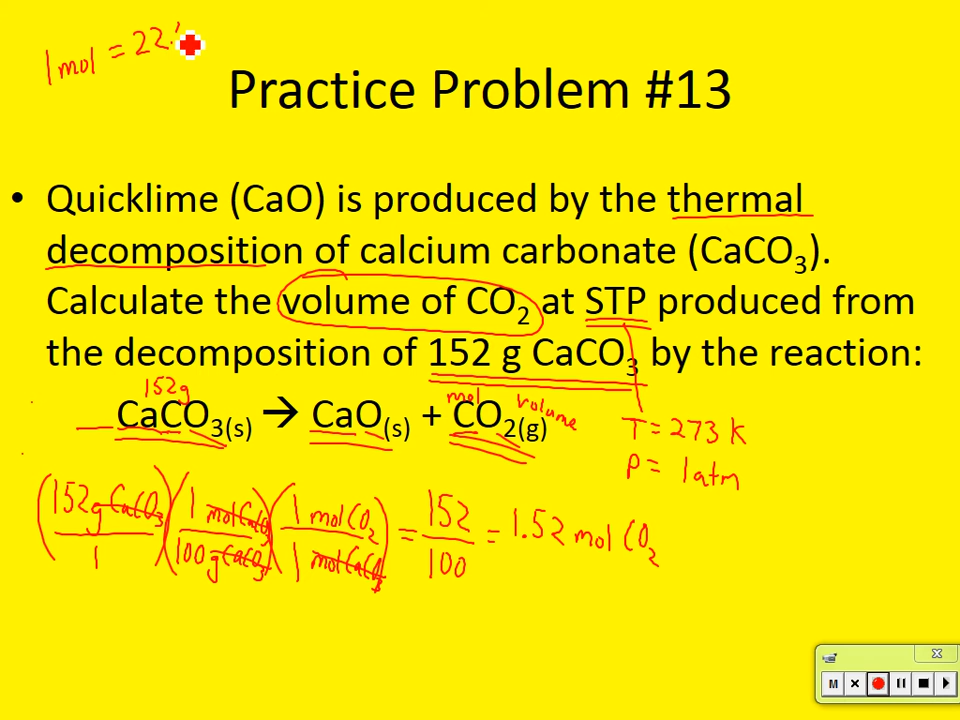 1 mol = 22.
Practice Problem #13
• Quicklime (CaO) is produced by the thermal
decomposition of calcium carbonate (CaCO₃).
Calculate the volume of CO₂ at STP produced from
the decomposition of 152 g CaCO₃ by the reaction:
152g mol volume
CaCO₃(s) → CaO(s) + CO₂(g)
T = 273 K
P = 1 atm
(152g CaCO₃/1)(1 mol CaCO₃/100g CaCO₃)(1 mol CO₂/1 mol CaCO₃) = 152/100 = 1.52 mol CO₂
M